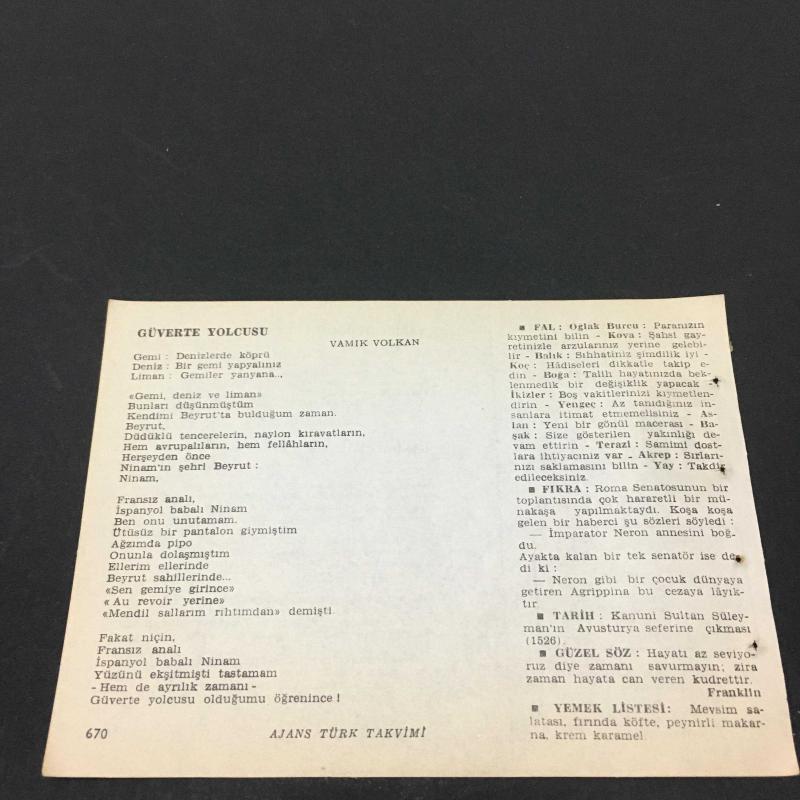 GÜVERTE YOLCUSU
VAMIK VOLKAN
Gemi : Denizlerde köprü
Deniz : Bir gemi yapyalınız
Liman : Gemiler yanyana...
«Gemi, deniz ve liman»
Bunları düşünmüştüm
Kendimi Beyrut'ta bulduğum zaman.
Beyrut,
Düdüklü tencerelerin, naylon kıravatların,
Hem avrupalıların, hem fellâhların,
Herşeyden önce
Ninam'ın şehri Beyrut :
Ninam,
Fransız analı,
İspanyol babalı Ninam
Ben onu unutamam.
Ütüsüz bir pantalon giymiştim
Ağzımda pipo
Onunla dolaşmıştım
Ellerim ellerinde
Beyrut sahillerinde...
«Sen gemiye girince»
« Au revoir yerine»
«Mendil sallarım rıhtımdan» demişti.
Fakat niçin,
Fransız analı
İspanyol babalı Ninam
Yüzünü ekşitmişti tastamam
- Hem de ayrılık zamanı -
Güverte yolcusu olduğumu öğrenince !
670
AJANS TÜRK TAKVİMİ
■ FAL : Oğlak Burcu : Paranızın
kıymetini bilin - Kova : Şahsi gay-
retinizle arzularınız yerine gelebi-
lir - Balık : Sıhhatiniz şimdilik iyi -
Koç : Hâdiseleri dikkatle takip e-
din - Boğa : Talih hayatınızda bek-
lenmedik bir değişiklik yapacak -
İkizler : Boş vakitlerinizi kıymetlen-
dirin - Yengeç : Az tanıdığınız in-
sanlara itimat etmemelisiniz - As-
lan : Yeni bir gönül macerası - Ba-
şak : Size gösterilen yakınlığı de-
vam ettirin - Terazi : Samimi dost-
lara ihtiyacınız var - Akrep : Sırları-
nızı saklamasını bilin - Yay : Takdir
edileceksiniz.
■ FIKRA : Roma Senatosunun bir
toplantısında çok hararetli bir mü-
nakaşa yapılmaktaydı. Koşa koşa
gelen bir haberci şu sözleri söyledi :
— İmparator Neron annesini boğ-
du.
Ayakta kalan bir tek senatör ise de-
di ki :
— Neron gibi bir çocuk dünyaya
getiren Agrippina bu cezaya lâyık-
tır.
■ TARİH : Kanuni Sultan Süley-
man'ın Avusturya seferine çıkması
(1526).
■ GÜZEL SÖZ : Hayatı az seviyo-
ruz diye zamanı savurmayın; zira
zaman hayata can veren kudrettir.
Franklin
■ YEMEK LİSTESİ: Mevsim sa-
latası, fırında köfte, peynirli makar-
na, krem karamel.